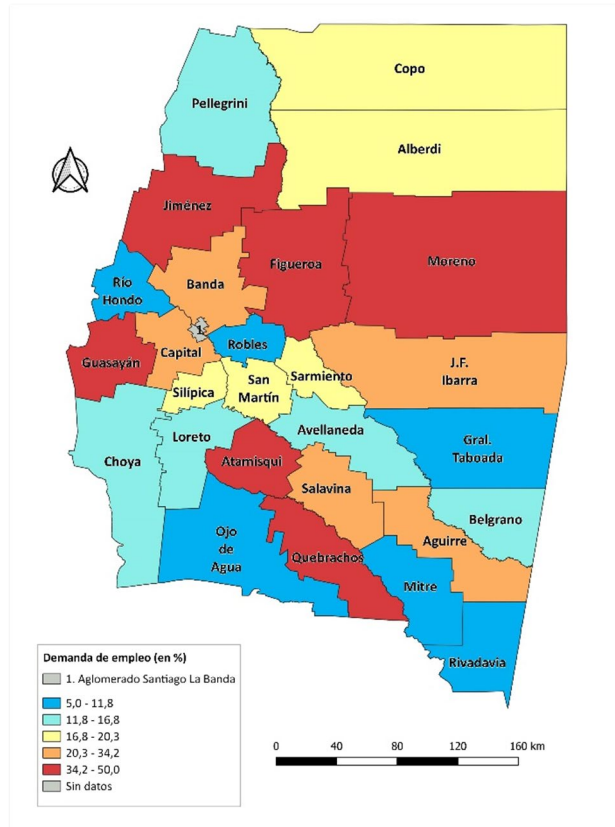 Copo
Pellegrini
Alberdi
Jiménez
Figueroa
Moreno
Río
Hondo
Banda
1.
Robles
Capital
Guasayán
J.F.
Ibarra
Sarmiento
San
Martín
Silípica
Avellaneda
Loreto
Gral.
Taboada
Choya
Atamisqui
Salavina
Belgrano
Aguirre
Ojo
de
Agua
Quebrachos
Mitre
Rivadavia
Demanda de empleo (en %)
1. Aglomerado Santiago La Banda
5,0 - 11,8
11,8 - 16,8
16,8 - 20,3
20,3 - 34,2
34,2 - 50,0
Sin datos
0 40 80 120 160 km